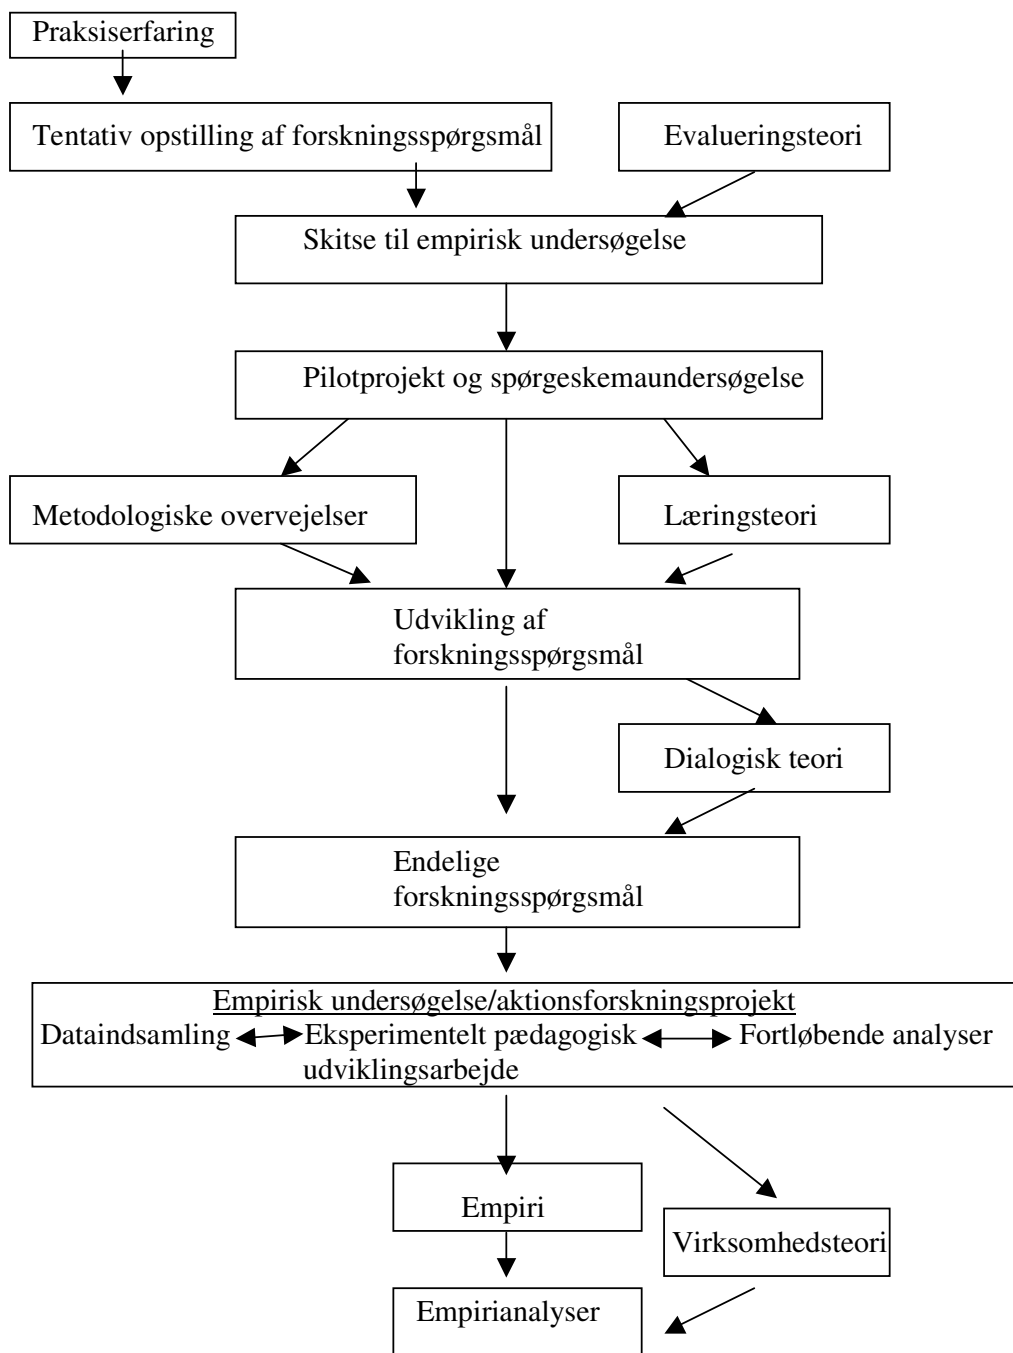 Praksiserfaring
Tentativ opstilling af forskningsspørgsmål
Evalueringsteori
Skitse til empirisk undersøgelse
Pilotprojekt og spørgeskemaundersøgelse
Metodologiske overvejelser
Læringsteori
Udvikling af
forskningsspørgsmål
Dialogisk teori
Endelige
forskningsspørgsmål
Empirisk undersøgelse/aktionsforskningsprojekt
Dataindsamling Eksperimentelt pædagogisk Fortløbende analyser
udviklingsarbejde
Empiri
Virksomhedsteori
Empirianalyser